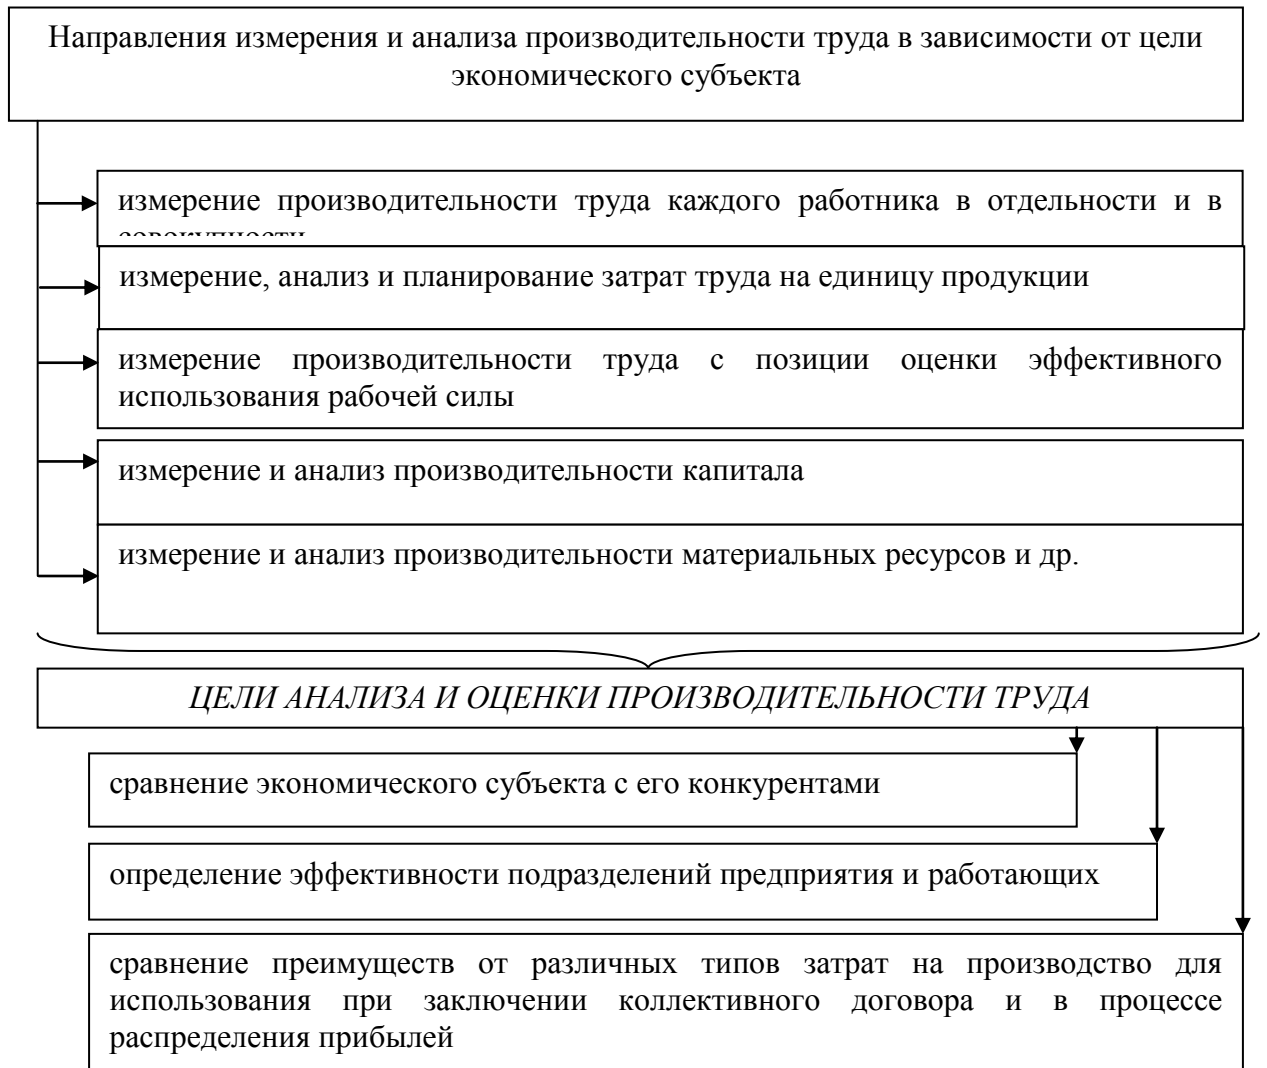 Направления измерения и анализа производительности труда в зависимости от цели
экономического субъекта
измерение производительности труда каждого работника в отдельности и в
совокупности
измерение, анализ и планирование затрат труда на единицу продукции
измерение производительности труда с позиции оценки эффективного
использования рабочей силы
измерение и анализ производительности капитала
измерение и анализ производительности материальных ресурсов и др.
ЦЕЛИ АНАЛИЗА И ОЦЕНКИ ПРОИЗВОДИТЕЛЬНОСТИ ТРУДА
сравнение экономического субъекта с его конкурентами
определение эффективности подразделений предприятия и работающих
сравнение преимуществ от различных типов затрат на производство для
использования при заключении коллективного договора и в процессе
распределения прибылей